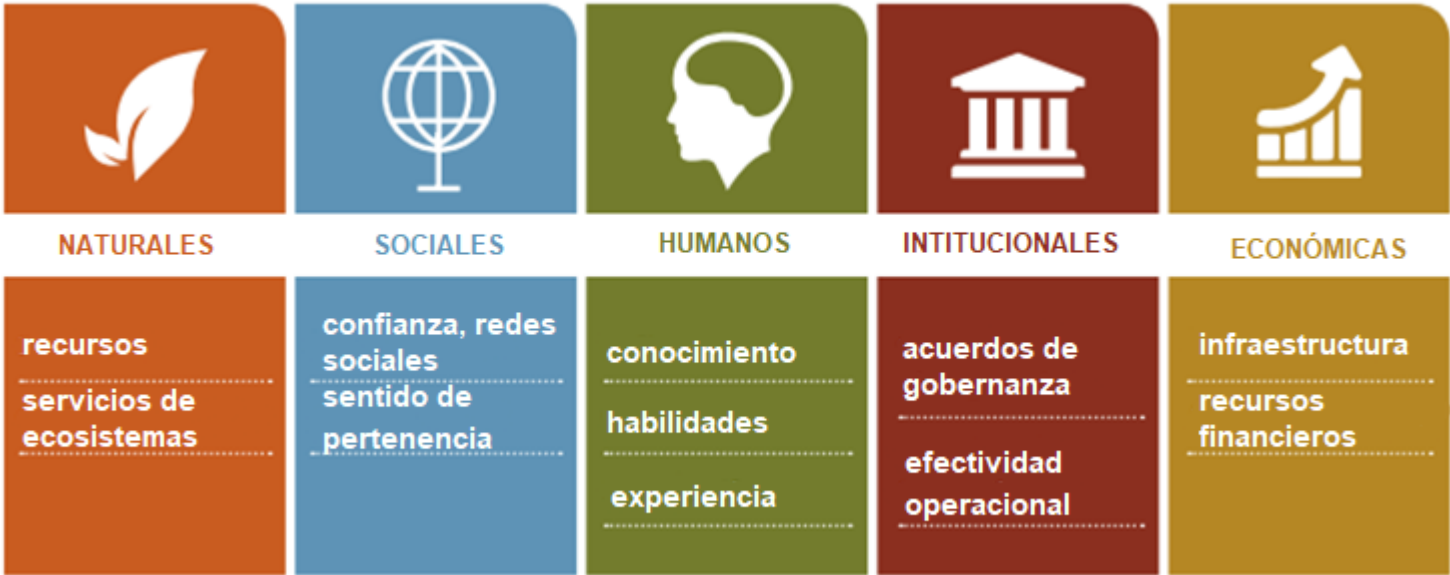 NATURALES
recursos
servicios de
ecosistemas
SOCIALES
confianza, redes
sociales
sentido de
pertenencia
HUMANOS
conocimiento
habilidades
experiencia
INTITUCIONALES
acuerdos de
gobernanza
efectividad
operacional
ECONÓMICAS
infraestructura
recursos
financieros